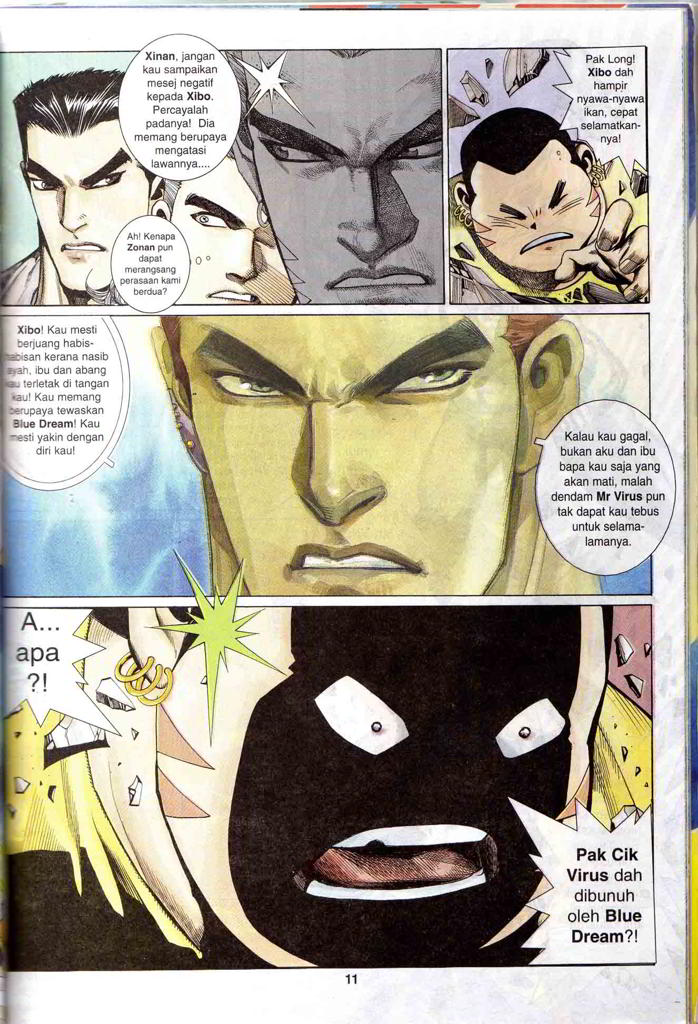 Xinan, jangan
kau sampaikan
mesej negatif
kepada Xibo.
Percayalah
padanya! Dia
memang berupaya
mengatasi
lawannya....
Ah! Kenapa
Zonan pun
dapat
merangsang
perasaan kami
berdua?
Pak Long!
Xibo dah
hampir
nyawa-nyawa
ikan, cepat
selamatkan-
nya!
Xibo! Kau mesti
berjuang habis-
habisan kerana nasib
ayah, ibu dan abang
kau terletak di tangan
kau! Kau memang
berupaya tewaskan
Blue Dream! Kau
mesti yakin dengan
diri kau!
Kalau kau gagal,
bukan aku dan ibu
bapa kau saja yang
akan mati, malah
dendam Mr Virus pun
tak dapat kau tebus
untuk selama-
lamanya.
A...
apa
?!
Pak Cik
Virus dah
dibunuh
oleh Blue
Dream?!
11